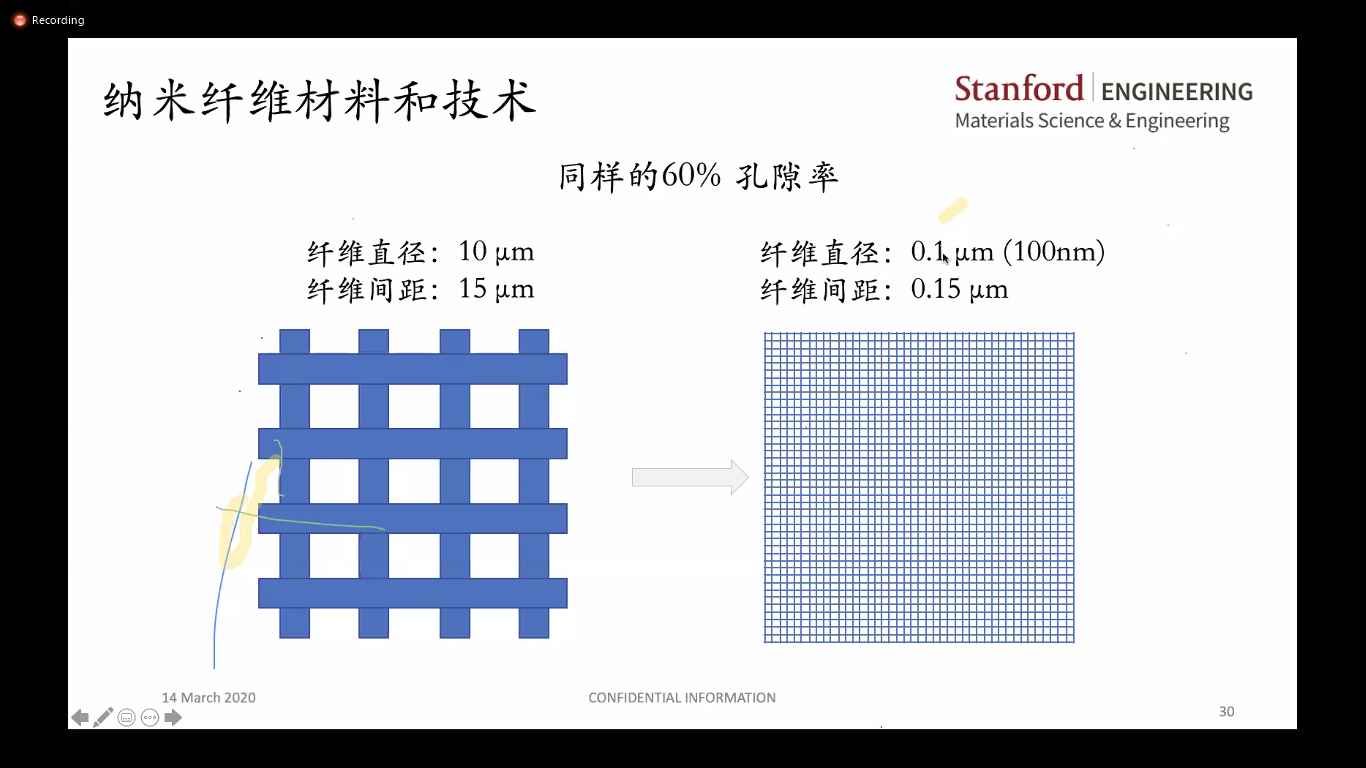 Recording
纳米纤维材料和技术
Stanford ENGINEERING
Materials Science & Engineering
同样的60% 孔隙率
纤维直径：10 μm
纤维间距：15 μm
纤维直径：0.1 μm (100nm)
纤维间距：0.15 μm
14 March 2020
CONFIDENTIAL INFORMATION
30